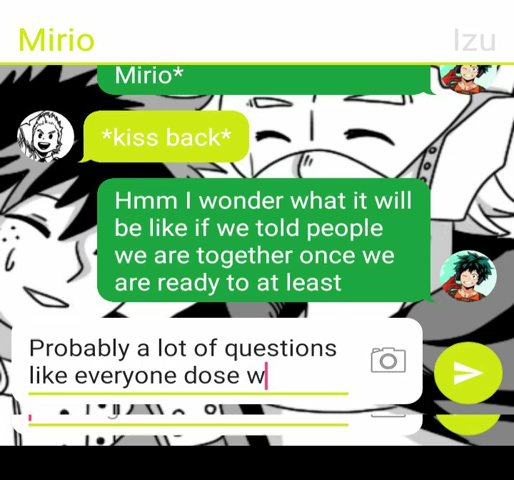 Mirio
Izu
Mirio*
*kiss back*
Hmm I wonder what it will
be like if we told people
we are together once we
are ready to at least
Probably a lot of questions
like everyone dose w